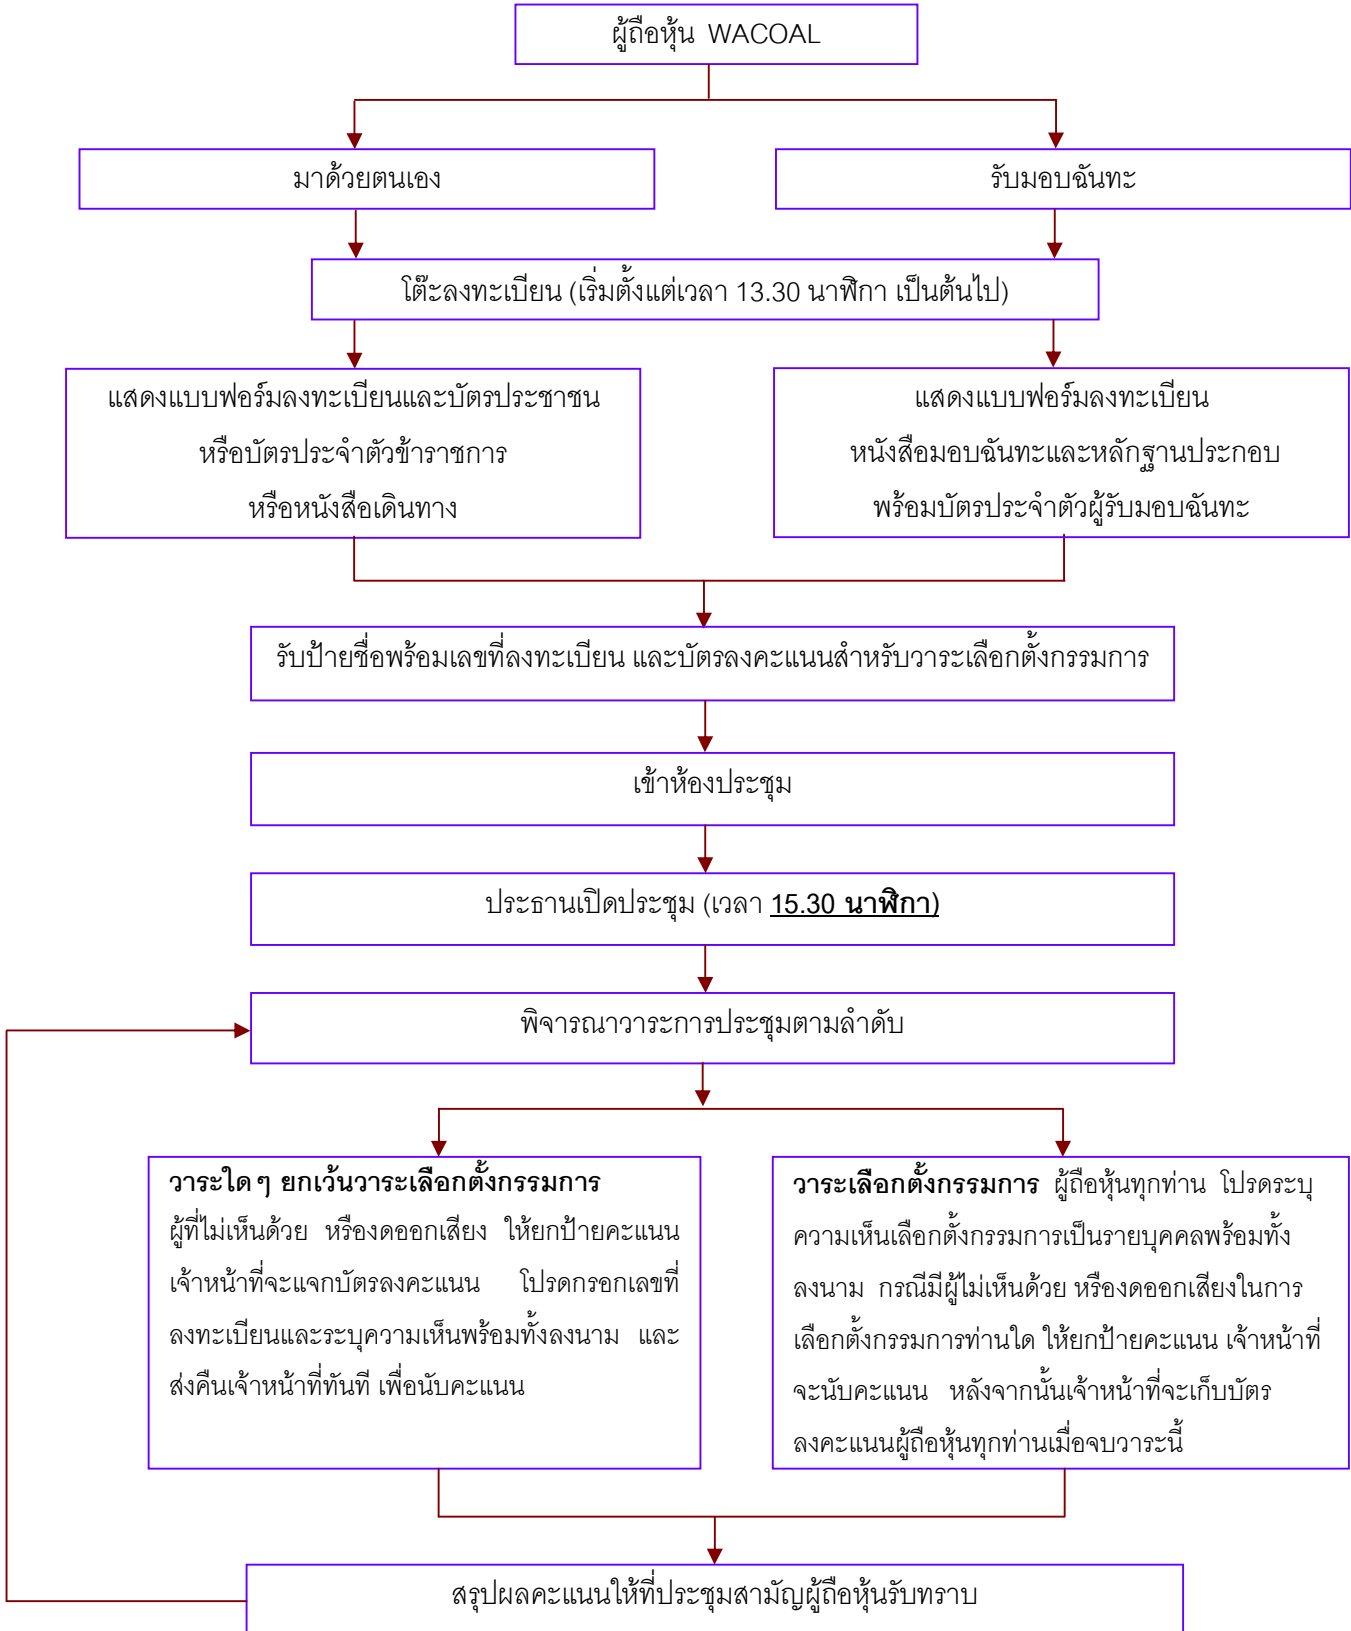 ผู้ถือหุ้น WACOAL
มาด้วยตนเอง
รับมอบฉันทะ
โต๊ะลงทะเบียน (เริ่มตั้งแต่เวลา 13.30 นาฬิกา เป็นต้นไป)
แสดงแบบฟอร์มลงทะเบียนและบัตรประชาชน
หรือบัตรประจำตัวข้าราชการ
หรือหนังสือเดินทาง
แสดงแบบฟอร์มลงทะเบียน
หนังสือมอบฉันทะและหลักฐานประกอบ
พร้อมบัตรประจำตัวผู้รับมอบฉันทะ
รับป้ายชื่อพร้อมเลขที่ลงทะเบียน และบัตรลงคะแนนสำหรับวาระเลือกตั้งกรรมการ
เข้าห้องประชุม
ประธานเปิดประชุม (เวลา 15.30 นาฬิกา)
พิจารณาวาระการประชุมตามลำดับ
วาระใด ๆ ยกเว้นวาระเลือกตั้งกรรมการ
ผู้ที่ไม่เห็นด้วย หรืองดออกเสียง ให้ยกป้ายคะแนน
เจ้าหน้าที่จะแจกบัตรลงคะแนน โปรดกรอกเลขที่
ลงทะเบียนและระบุความเห็นพร้อมทั้งลงนาม และ
ส่งคืนเจ้าหน้าที่ทันที เพื่อนับคะแนน
วาระเลือกตั้งกรรมการ ผู้ถือหุ้นทุกท่าน โปรดระบุ
ความเห็นเลือกตั้งกรรมการเป็นรายบุคคลพร้อมทั้ง
ลงนาม กรณีมีผู้ไม่เห็นด้วย หรืองดออกเสียงในการ
เลือกตั้งกรรมการท่านใด ให้ยกป้ายคะแนน เจ้าหน้าที่
จะนับคะแนน หลังจากนั้นเจ้าหน้าที่จะเก็บบัตร
ลงคะแนนผู้ถือหุ้นทุกท่านเมื่อจบวาระนี้
สรุปผลคะแนนให้ที่ประชุมสามัญผู้ถือหุ้นรับทราบ